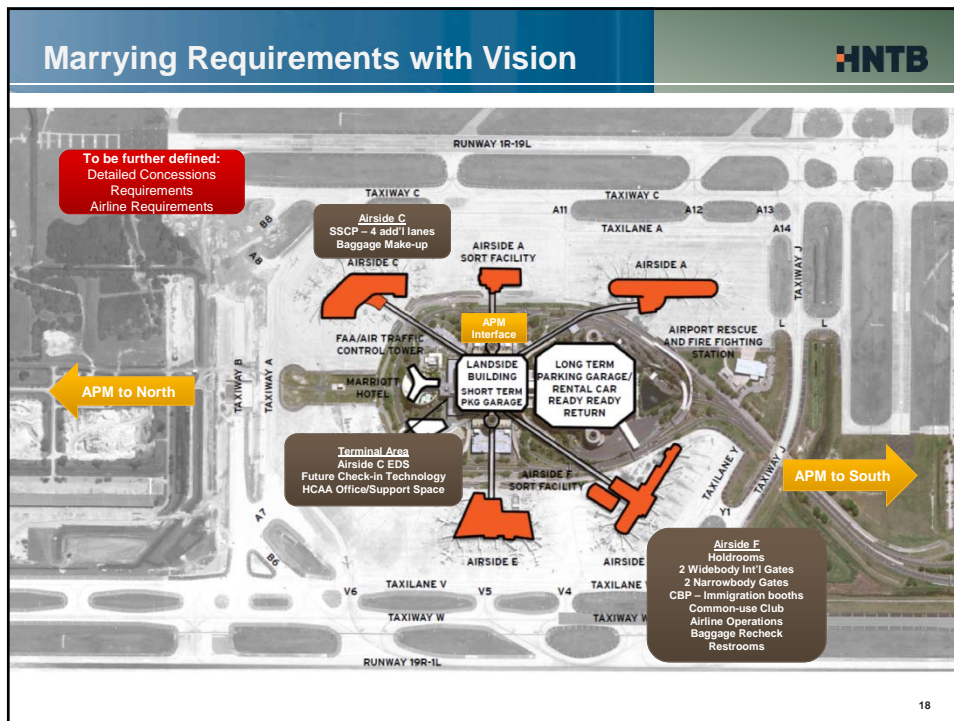 Marrying Requirements with Vision
HNTB
RUNWAY 1R-19L
To be further defined:
Detailed Concessions
Requirements
Airline Requirements
B8
A8
TAXIWAY C
TAXIWAY C
A11
A12
A13
TAXILANE A
A14
TAXIWAY J
Airside C
SSCP – 4 add'l lanes
Baggage Make-up
AIRSIDE C
AIRSIDE A
SORT FACILITY
AIRSIDE A
L
L
APM
Interface
FAA/AIR TRAFFIC
CONTROL TOWER
AIRPORT RESCUE
AND FIRE FIGHTING
STATION
MARRIOTT
HOTEL
LANDSIDE
BUILDING
SHORT TERM
PKG GARAGE
LONG TERM
PARKING GARAGE/
RENTAL CAR
READY READY
RETURN
APM to North
TAXIWAY B
TAXIWAY A
Terminal Area
Airside C EDS
Future Check-in Technology
HCAA Office/Support Space
AIRSIDE F
SORT FACILITY
TAXILANE Y
TAXIWAY J
APM to South
Y1
A7
B6
AIRSIDE E
AIRSIDE
Airside F
Holdrooms
2 Widebody Int'l Gates
2 Narrowbody Gates
CBP – Immigration booths
Common-use Club
Airline Operations
Baggage Recheck
Restrooms
V6
TAXILANE V
V5
V4
TAXILANE
TAXIWAY W
TAXIWAY W
RUNWAY 19R-1L
18